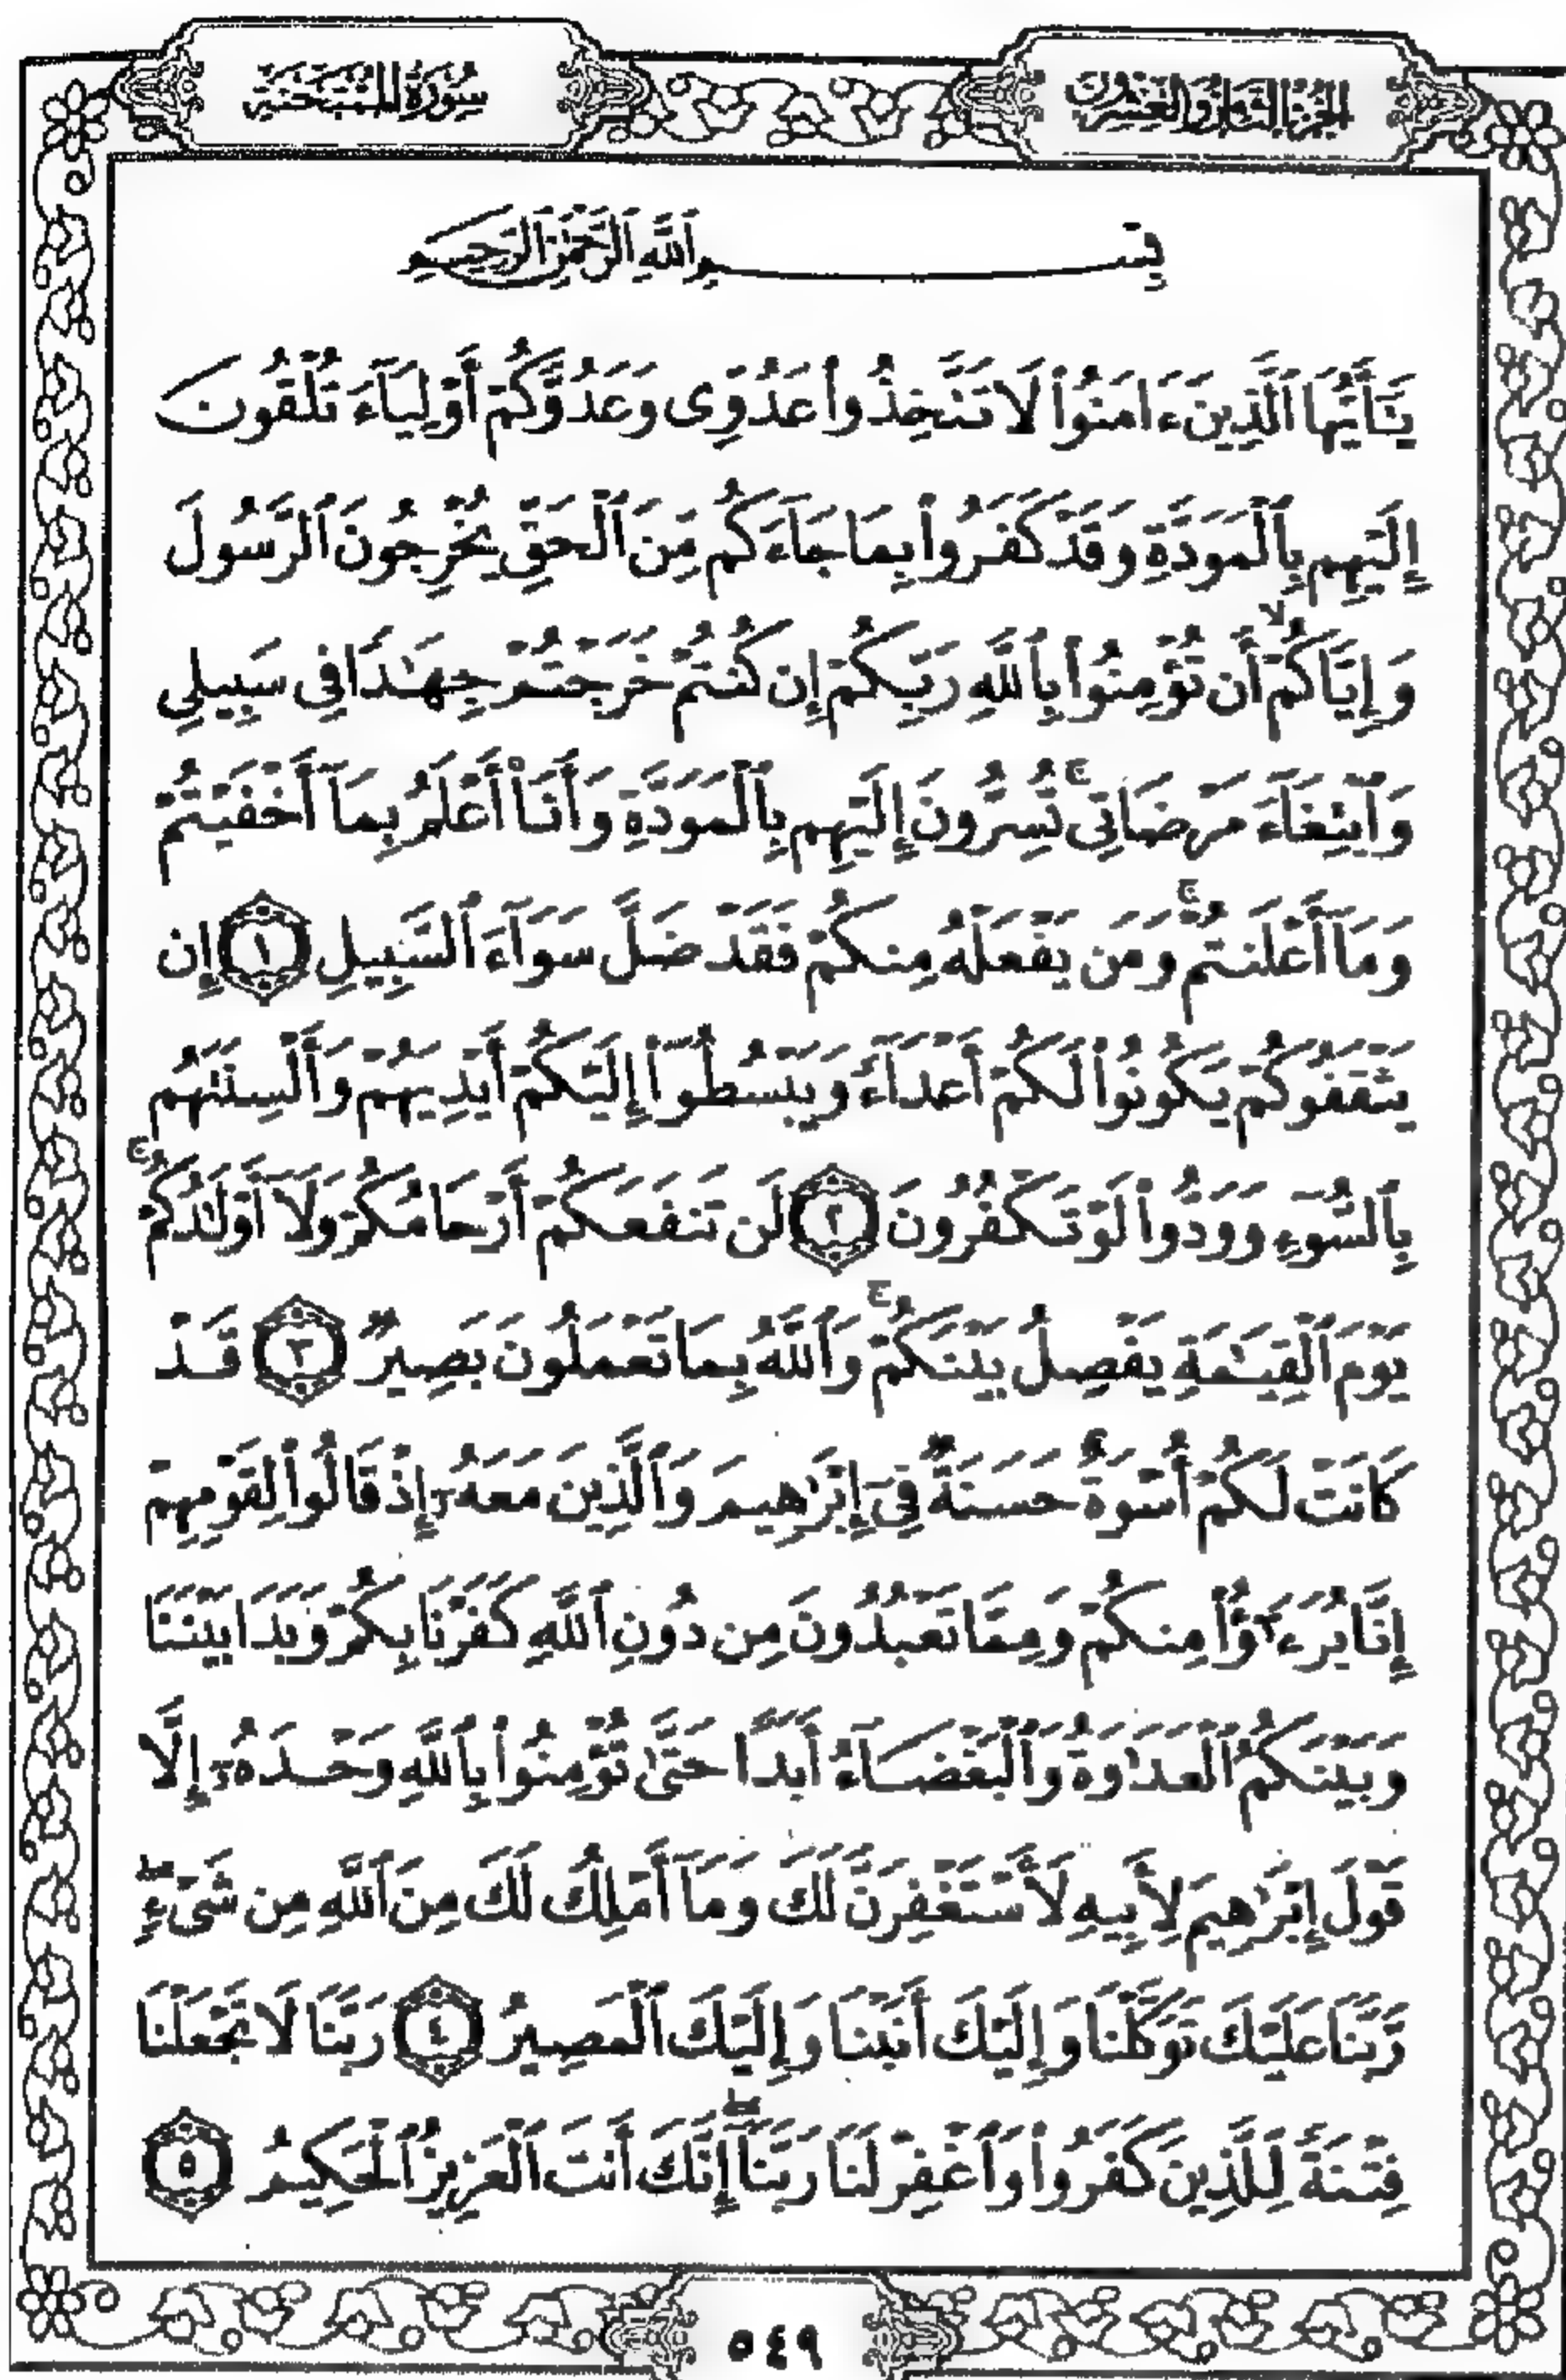 الجزء الثامن والعشرون
سورة الممتحنة
بِسْمِ ٱللَّهِ ٱلرَّحْمَٰنِ ٱلرَّحِيمِ
يَٰٓأَيُّهَا ٱلَّذِينَ ءَامَنُوا۟ لَا تَتَّخِذُوا۟ عَدُوِّى وَعَدُوَّكُمْ أَوْلِيَآءَ تُلْقُونَ
إِلَيْهِم بِٱلْمَوَدَّةِ وَقَدْ كَفَرُوا۟ بِمَا جَآءَكُم مِّنَ ٱلْحَقِّ يُخْرِجُونَ ٱلرَّسُولَ
وَإِيَّاكُمْ ۙ أَن تُؤْمِنُوا۟ بِٱللَّهِ رَبِّكُمْ إِن كُنتُمْ خَرَجْتُمْ جِهَٰدًا فِى سَبِيلِى
وَٱبْتِغَآءَ مَرْضَاتِى ۚ تُسِرُّونَ إِلَيْهِم بِٱلْمَوَدَّةِ وَأَنَا۠ أَعْلَمُ بِمَآ أَخْفَيْتُمْ
وَمَآ أَعْلَنتُمْ ۚ وَمَن يَفْعَلْهُ مِنكُمْ فَقَدْ ضَلَّ سَوَآءَ ٱلسَّبِيلِ ١ إِن
يَثْقَفُوكُمْ يَكُونُوا۟ لَكُمْ أَعْدَآءً وَيَبْسُطُوٓا۟ إِلَيْكُمْ أَيْدِيَهُمْ وَأَلْسِنَتَهُم
بِٱلسُّوٓءِ وَوَدُّوا۟ لَوْ تَكْفُرُونَ ٢ لَن تَنفَعَكُمْ أَرْحَامُكُمْ وَلَآ أَوْلَٰدُكُمْ ۚ
يَوْمَ ٱلْقِيَٰمَةِ يَفْصِلُ بَيْنَكُمْ ۚ وَٱللَّهُ بِمَا تَعْمَلُونَ بَصِيرٌ ٣ قَدْ
كَانَتْ لَكُمْ أُسْوَةٌ حَسَنَةٌ فِىٓ إِبْرَٰهِيمَ وَٱلَّذِينَ مَعَهُۥٓ إِذْ قَالُوا۟ لِقَوْمِهِمْ
إِنَّا بُرَءَٰٓؤُا۟ مِنكُمْ وَمِمَّا تَعْبُدُونَ مِن دُونِ ٱللَّهِ كَفَرْنَا بِكُمْ وَبَدَا بَيْنَنَا
وَبَيْنَكُمُ ٱلْعَدَٰوَةُ وَٱلْبَغْضَآءُ أَبَدًا حَتَّىٰ تُؤْمِنُوا۟ بِٱللَّهِ وَحْدَهُۥٓ إِلَّا
قَوْلَ إِبْرَٰهِيمَ لِأَبِيهِ لَأَسْتَغْفِرَنَّ لَكَ وَمَآ أَمْلِكُ لَكَ مِنَ ٱللَّهِ مِن شَىْءٍ ۖ
رَّبَّنَا عَلَيْكَ تَوَكَّلْنَا وَإِلَيْكَ أَنَبْنَا وَإِلَيْكَ ٱلْمَصِيرُ ٤ رَبَّنَا لَا تَجْعَلْنَا
فِتْنَةً لِّلَّذِينَ كَفَرُوا۟ وَٱغْفِرْ لَنَا رَبَّنَآ ۖ إِنَّكَ أَنتَ ٱلْعَزِيزُ ٱلْحَكِيمُ ٥
٥٤٩